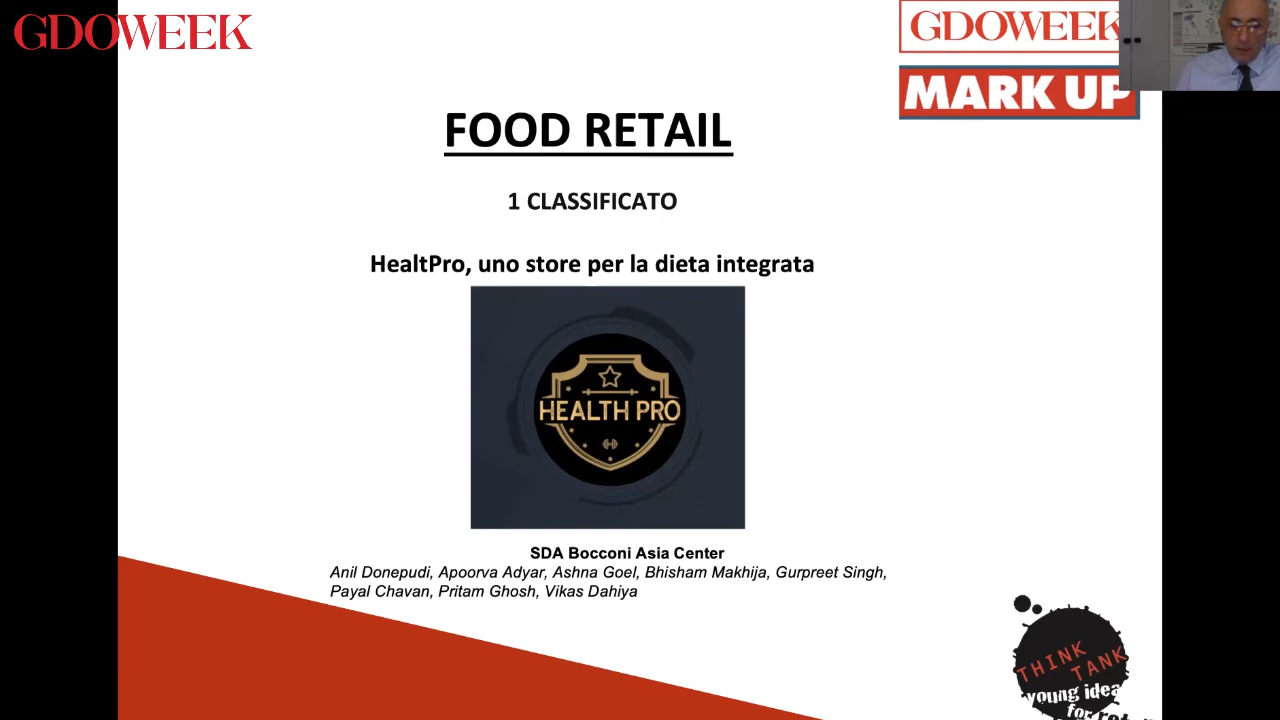 GDOWEEK
GDOWEEK
MARK UP
FOOD RETAIL
1 CLASSIFICATO
HealtPro, uno store per la dieta integrata
HEALTH PRO
SDA Bocconi Asia Center
Anil Donepudi, Apoorva Adyar, Ashna Goel, Bhisham Makhija, Gurpreet Singh,
Payal Chavan, Pritam Ghosh, Vikas Dahiya
THINK
TANK
young idea
for